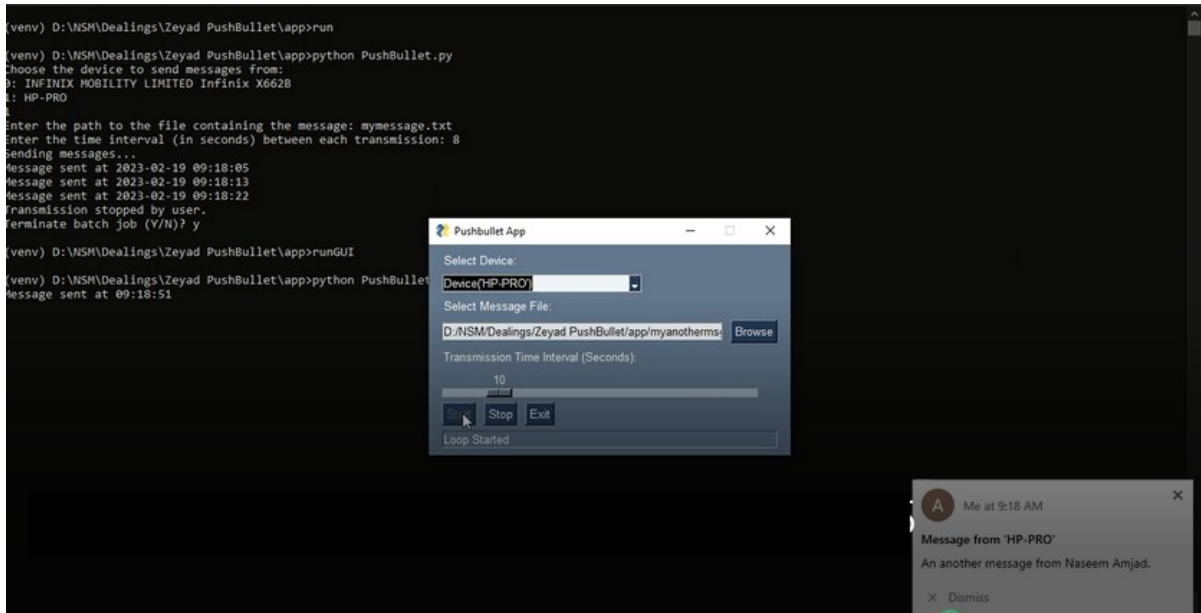 (venv) D:\NSM\Dealings\Zeyad PushBullet\app>run
(venv) D:\NSM\Dealings\Zeyad PushBullet\app>python PushBullet.py
Choose the device to send messages from:
0: INFINIX MOBILITY LIMITED Infinix X662B
1: HP-PRO
1
Enter the path to the file containing the message: mymessage.txt
Enter the time interval (in seconds) between each transmission: 8
Sending messages...
Message sent at 2023-02-19 09:18:05
Message sent at 2023-02-19 09:18:13
Message sent at 2023-02-19 09:18:22
Transmission stopped by user.
Terminate batch job (Y/N)? y
(venv) D:\NSM\Dealings\Zeyad PushBullet\app>runGUI
(venv) D:\NSM\Dealings\Zeyad PushBullet\app>python PushBullet
Message sent at 09:18:51
Pushbullet App
Select Device:
Device('HP-PRO')
Select Message File:
D:/NSM/Dealings/Zeyad PushBullet/app/myanotherms
Browse
Transmission Time Interval (Seconds):
10
Start Stop Exit
Loop Started
A Me at 9:18 AM
Message from 'HP-PRO'
An another message from Naseem Amjad.
Dismiss